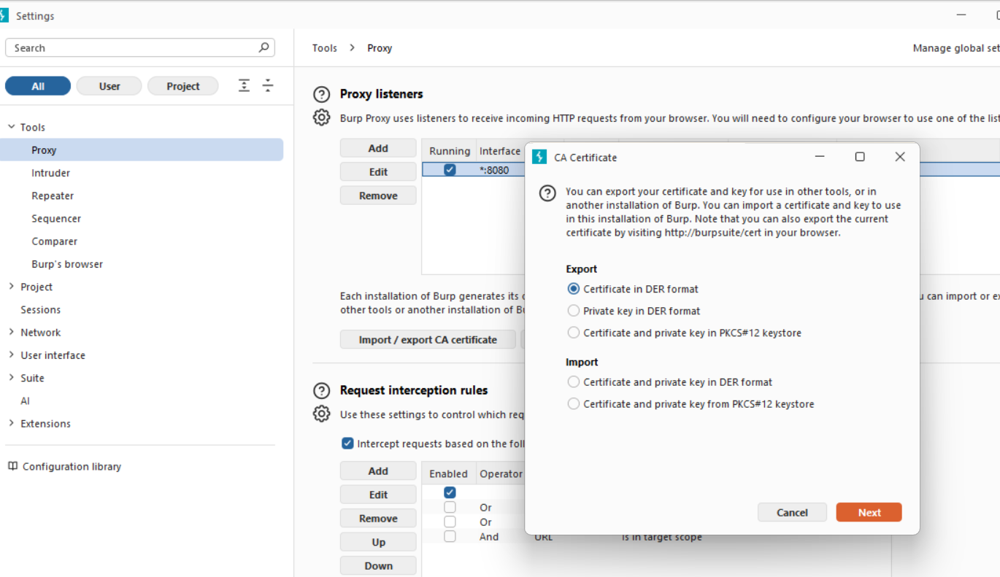 Settings
Search
All
User
Project
Tools
Proxy
Intruder
Repeater
Sequencer
Comparer
Burp's browser
Project
Sessions
Network
User interface
Suite
AI
Extensions
Configuration library
Tools > Proxy
Manage global set
Proxy listeners
Burp Proxy uses listeners to receive incoming HTTP requests from your browser. You will need to configure your browser to use one of the list
Add
Edit
Remove
Running Interface
*:8080
Each installation of Burp generates its
other tools or another installation of
u can import or
Import / export CA certificate
Request interception rules
Use these settings to control which req
Intercept requests based on the foll
Add
Edit
Remove
Up
Down
Enabled Operator
Or
Or
And URL Is in target scope
CA Certificate
You can export your certificate and key for use in other tools, or in
another installation of Burp. You can import a certificate and key to use
in this installation of Burp. Note that you can also export the current
certificate by visiting http://burpsuite/cert in your browser.
Export
Certificate in DER format
Private key in DER format
Certificate and private key in PKCS#12 keystore
Import
Certificate and private key in DER format
Certificate and private key from PKCS#12 keystore
Cancel
Next